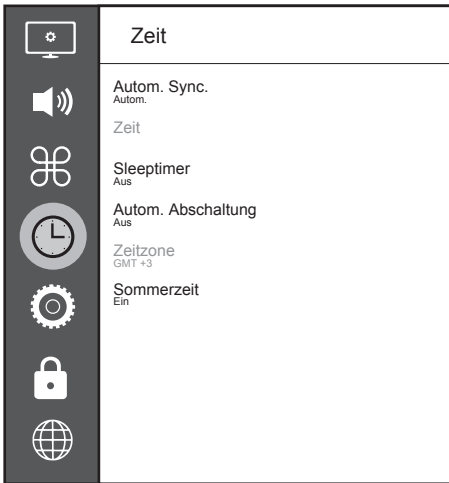 Zeit
Autom. Sync.
Autom.
Zeit
Sleeptimer
Aus
Autom. Abschaltung
Aus
Zeitzone
GMT +3
Sommerzeit
Ein